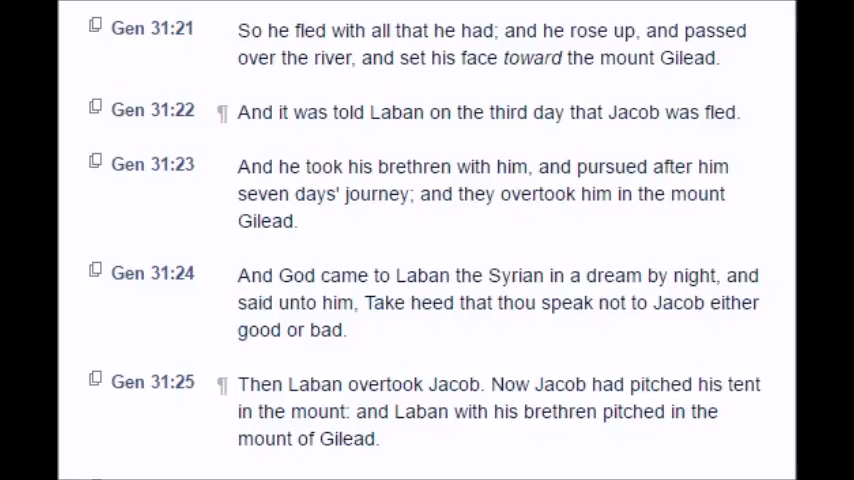 Gen 31:21 So he fled with all that he had; and he rose up, and passed
over the river, and set his face toward the mount Gilead.
Gen 31:22 ¶ And it was told Laban on the third day that Jacob was fled.
Gen 31:23 And he took his brethren with him, and pursued after him
seven days' journey; and they overtook him in the mount
Gilead.
Gen 31:24 And God came to Laban the Syrian in a dream by night, and
said unto him, Take heed that thou speak not to Jacob either
good or bad.
Gen 31:25 ¶ Then Laban overtook Jacob. Now Jacob had pitched his tent
in the mount: and Laban with his brethren pitched in the
mount of Gilead.